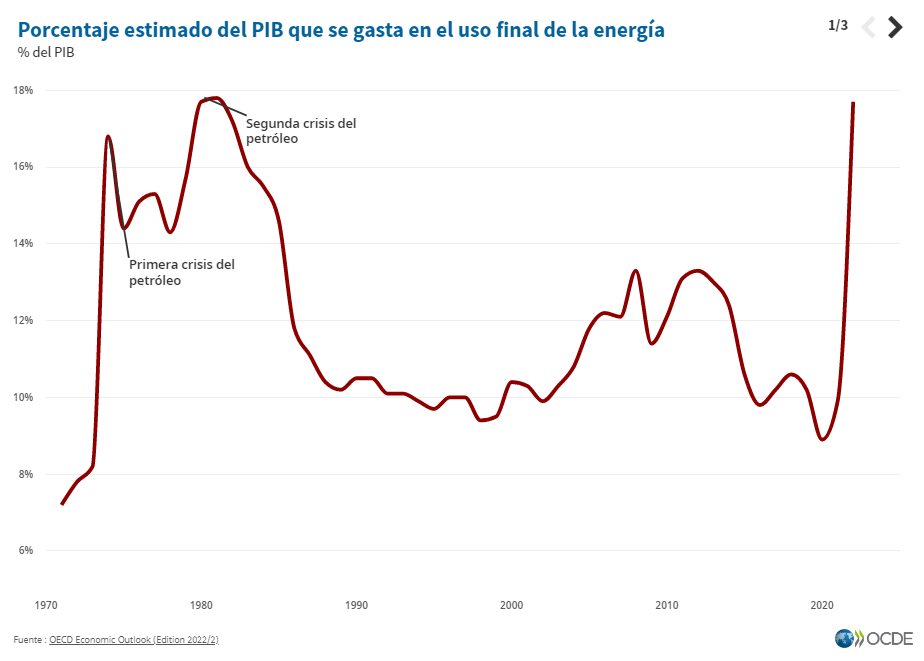 Porcentaje estimado del PIB que se gasta en el uso final de la energía
1/3
% del PIB
18%
Segunda crisis del
petróleo
16%
14%
Primera crisis del
petróleo
12%
10%
8%
6%
1970 1980 1990 2000 2010 2020
Fuente : OECD Economic Outlook (Edition 2022/2)
OCDE